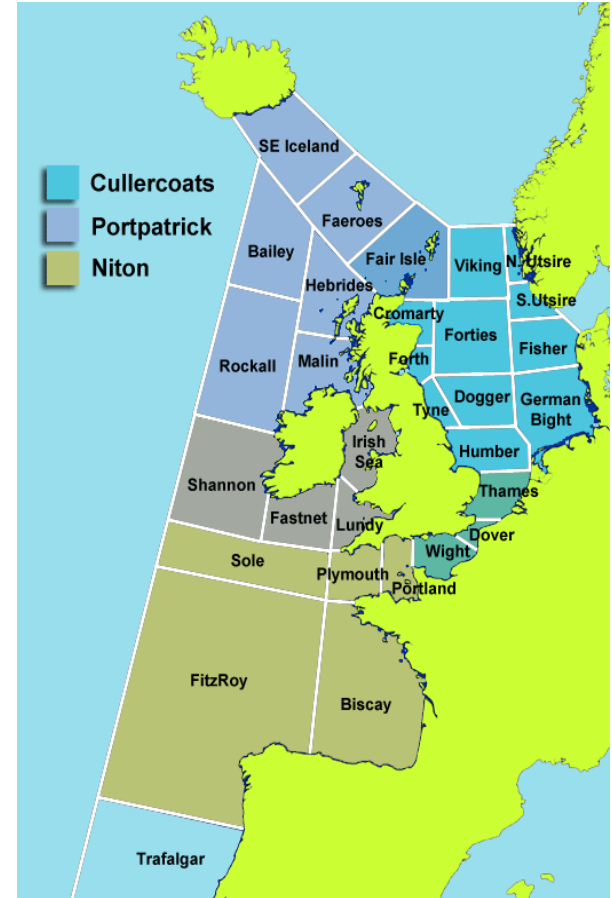 SE Iceland
Cullercoats
Portpatrick
Niton
Faeroes
Bailey
Fair Isle
Viking
N. Utsire
Hebrides
S.Utsire
Cromarty
Forties
Fisher
Rockall
Malin
Forth
Dogger
German
Bight
Tyne
Irish
Sea
Humber
Shannon
Thames
Fastnet
Lundy
Dover
Wight
Sole
Plymouth
Portland
FitzRoy
Biscay
Trafalgar